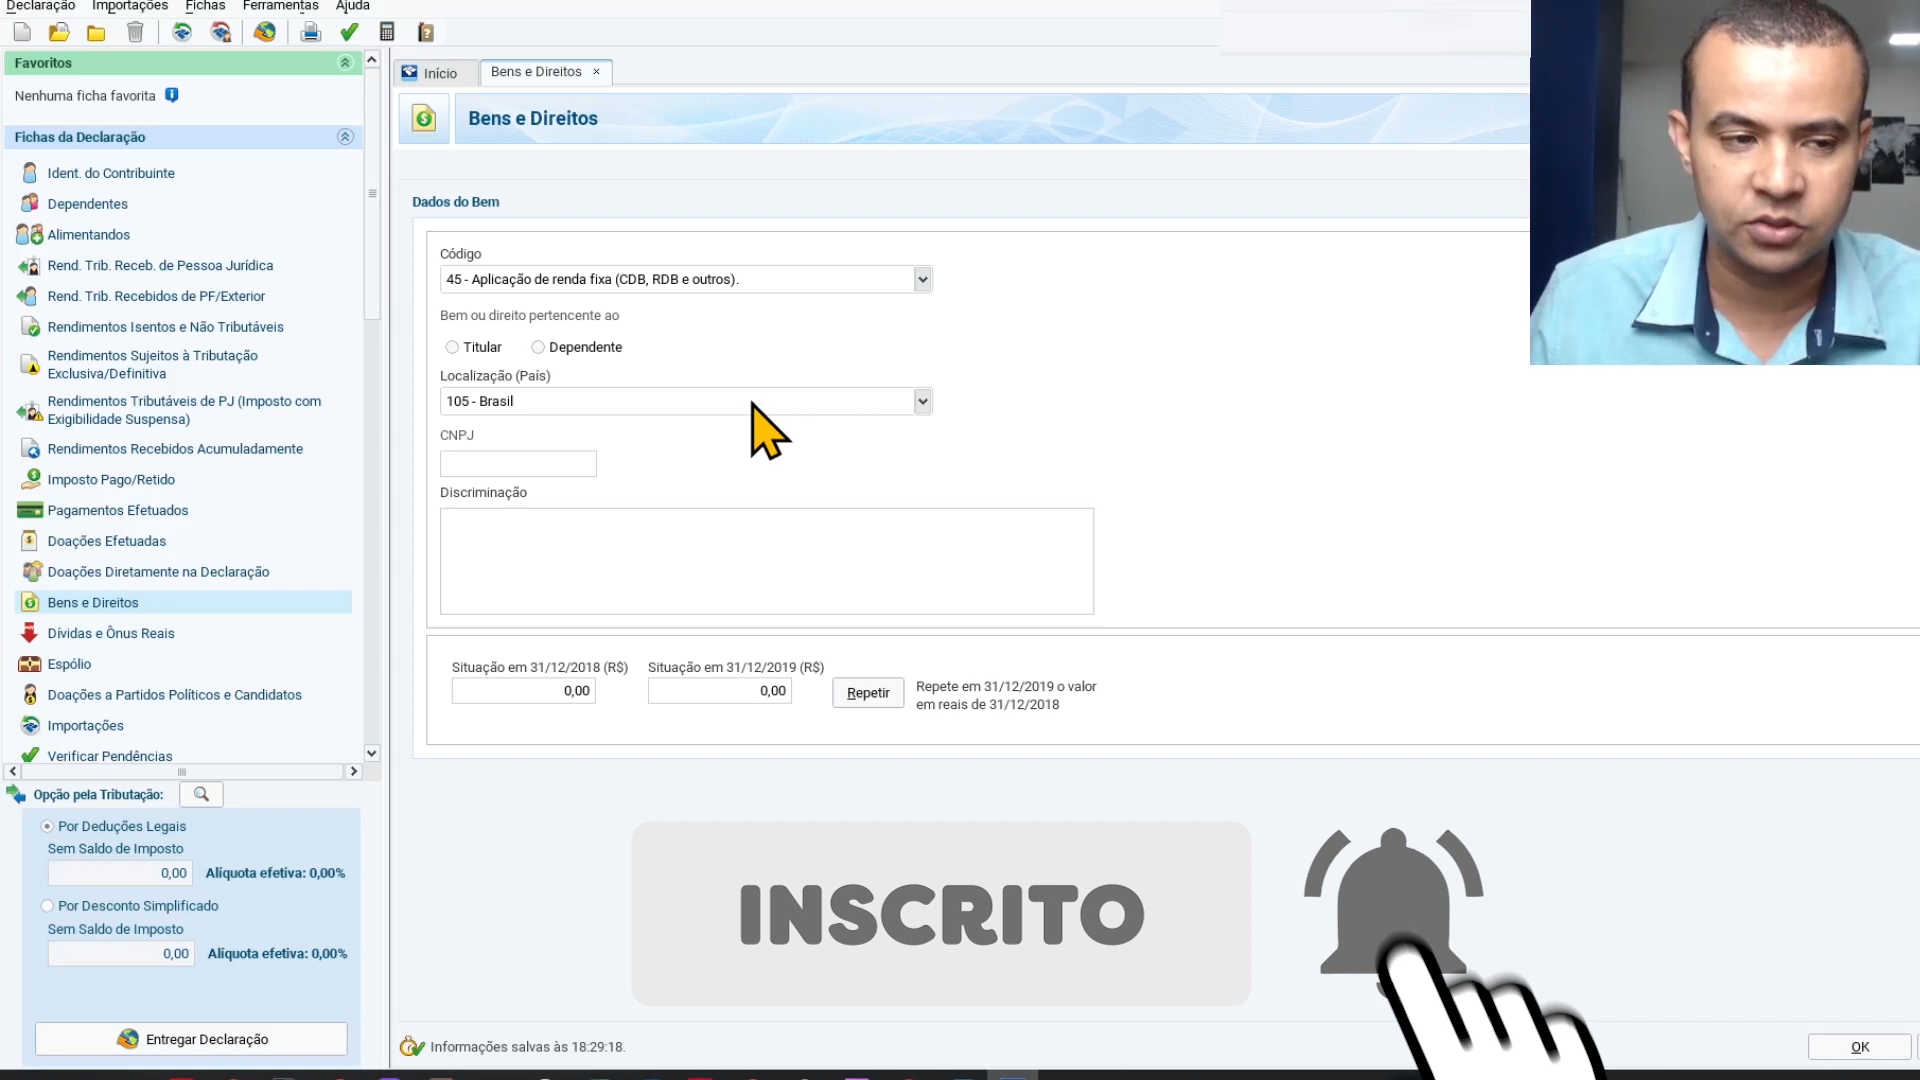 Declaração Importações Fichas Ferramentas Ajuda
Favoritos
Nenhuma ficha favorita
Fichas da Declaração
Ident. do Contribuinte
Dependentes
Alimentandos
Rend. Trib. Receb. de Pessoa Jurídica
Rend. Trib. Recebidos de PF/Exterior
Rendimentos Isentos e Não Tributáveis
Rendimentos Sujeitos à Tributação
Exclusiva/Definitiva
Rendimentos Tributáveis de PJ (Imposto com
Exigibilidade Suspensa)
Rendimentos Recebidos Acumuladamente
Imposto Pago/Retido
Pagamentos Efetuados
Doações Efetuadas
Doações Diretamente na Declaração
Bens e Direitos
Dívidas e Ônus Reais
Espólio
Doações a Partidos Políticos e Candidatos
Importações
Verificar Pendências
Opção pela Tributação:
Por Deduções Legais
Sem Saldo de Imposto
0,00 Alíquota efetiva: 0,00%
Por Desconto Simplificado
Sem Saldo de Imposto
0,00 Alíquota efetiva: 0,00%
Entregar Declaração
Início Bens e Direitos ×
Bens e Direitos
Dados do Bem
Código
45 - Aplicação de renda fixa (CDB, RDB e outros).
Bem ou direito pertencente ao
Titular Dependente
Localização (País)
105 - Brasil
CNPJ
Discriminação
Situação em 31/12/2018 (R$) Situação em 31/12/2019 (R$)
0,00 0,00 Repetir
Repete em 31/12/2019 o valor
em reais de 31/12/2018
INSCRITO
Informações salvas às 18:29:18.
OK